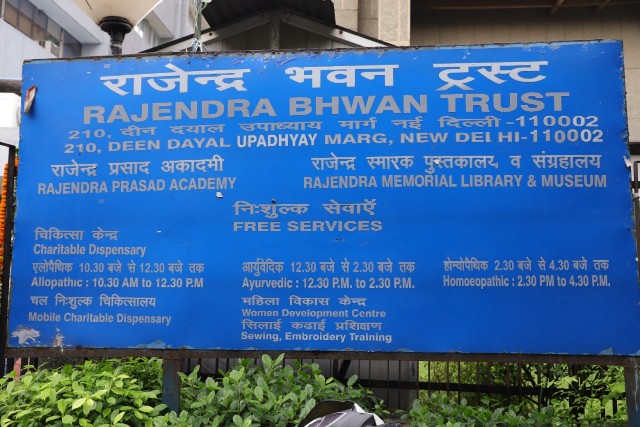 राजेन्द्र भवन ट्रस्ट
RAJENDRA BHWAN TRUST
210, दीन दयाल उपाध्याय मार्ग नई दिल्ली -110002
210, DEEN DAYAL UPADHYAY MARG, NEW DELHI-110002
राजेन्द्र प्रसाद अकादमी
RAJENDRA PRASAD ACADEMY
राजेन्द्र स्मारक पुस्तकालय, व संग्रहालय
RAJENDRA MEMORIAL LIBRARY & MUSEUM
निःशुल्क सेवाऍ
FREE SERVICES
चिकित्सा केन्द्र
Charitable Dispensary
एलोपैथिक 10.30 बजे से 12.30 बजे तक
Allopathic : 10.30 AM to 12.30 P.M
आर्युवेदिक 12.30 बजे से 2.30 बजे तक
Ayurvedic : 12.30 P.M. to 2.30 P.M.
होम्योपैथिक 2.30 बजे से 4.30 बजे तक
Homoeopathic : 2.30 PM to 4.30 P.M.
चल निःशुल्क चिकित्सालय
Mobile Charitable Dispensary
महिला विकास केन्द्र
Women Development Centre
सिलाई कढाई प्रशिक्षण
Sewing, Embroidery Training